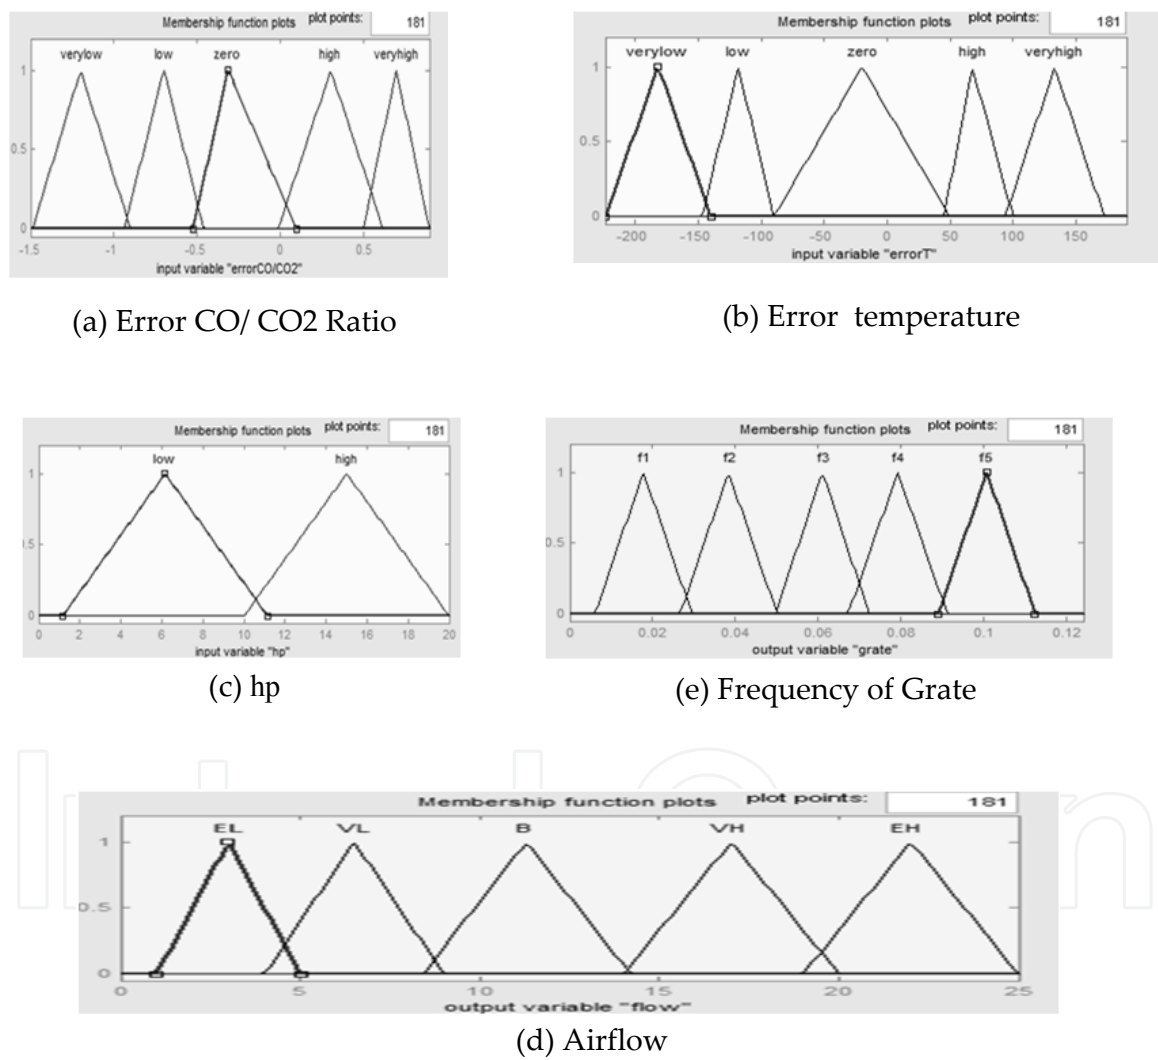 Membership function plots plot points: 181
verylow low zero high veryhigh
1
0.5
0
-1.5 -1 -0.5 0 0.5
input variable "errorCO/CO2"
(a) Error CO/ CO2 Ratio
Membership function plots plot points: 181
verylow low zero high veryhigh
1
0.5
0
-200 -150 -100 -50 0 50 100 150
input variable "errorT"
(b) Error temperature
Membership function plots plot points: 181
low high
1
0.5
0
0 2 4 6 8 10 12 14 16 18 20
input variable "hp"
(c) hp
Membership function plots plot points: 181
f1 f2 f3 f4 f5
1
0.5
0
0 0.02 0.04 0.06 0.08 0.1 0.12
output variable "grate"
(e) Frequency of Grate
Membership function plots plot points: 181
EL VL B VH EH
1
0.5
0
0 5 10 15 20 25
output variable "flow"
(d) Airflow